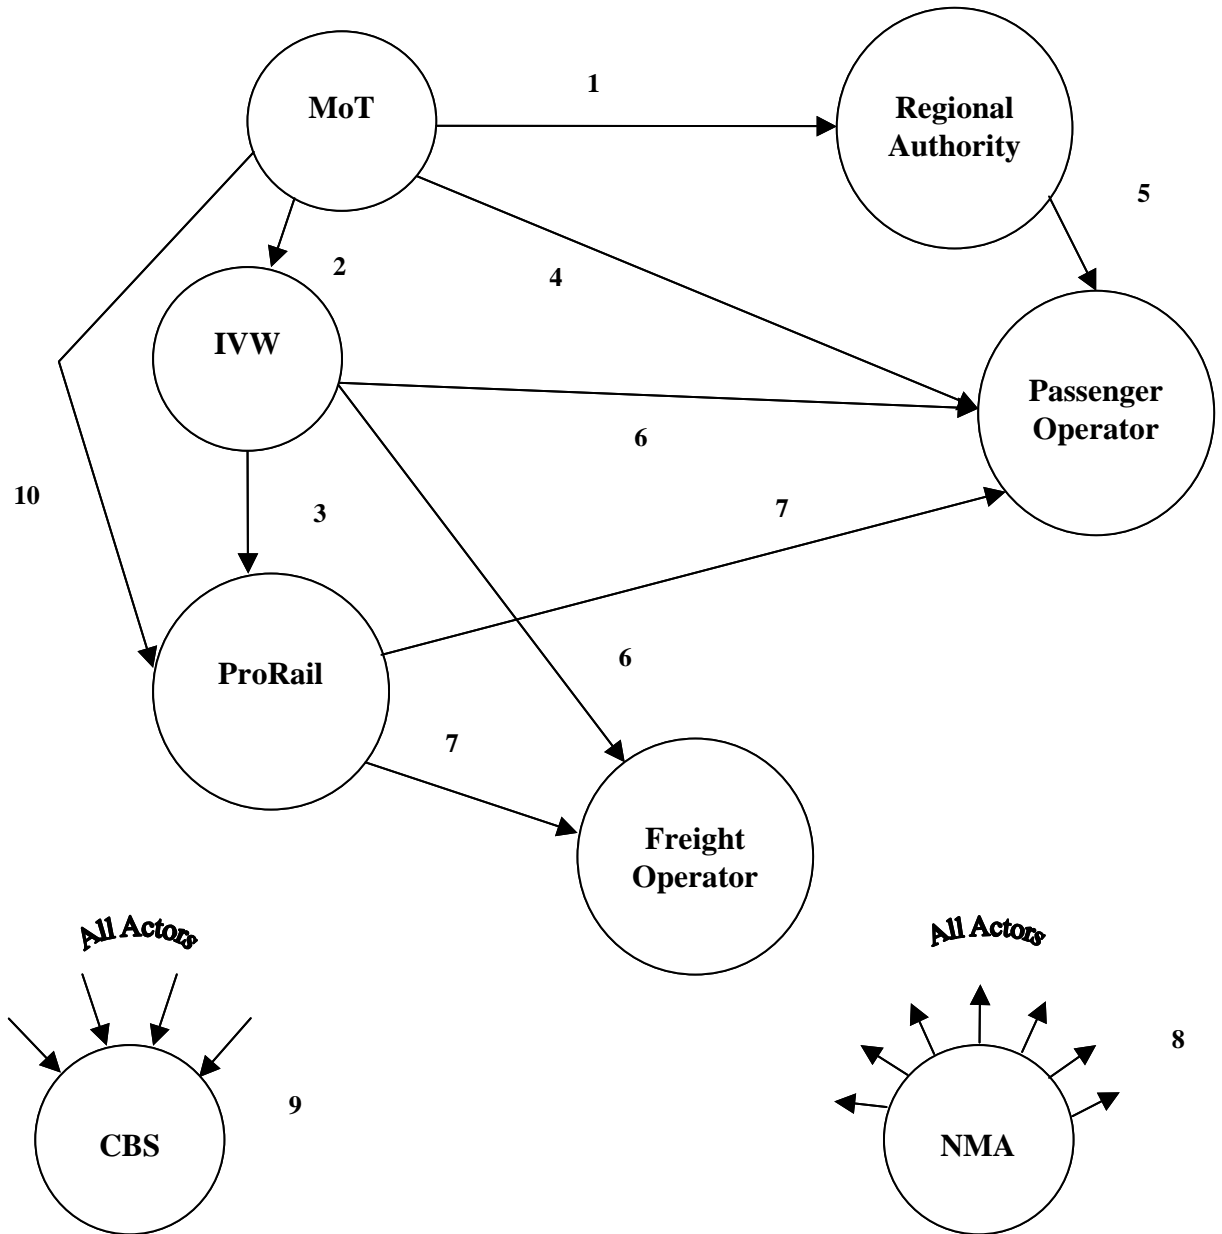 1
MoT
Regional
Authority
5
2
4
IVW
Passenger
Operator
6
10
3
7
6
ProRail
7
Freight
Operator
All Actors
All Actors
8
9
CBS
NMA